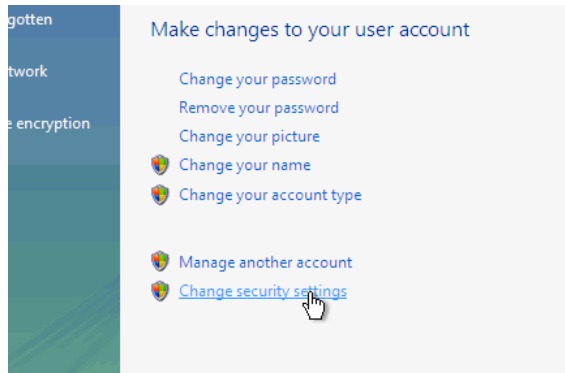 gotten
twork
e encryption
Make changes to your user account
Change your password
Remove your password
Change your picture
Change your name
Change your account type
Manage another account
Change security settings